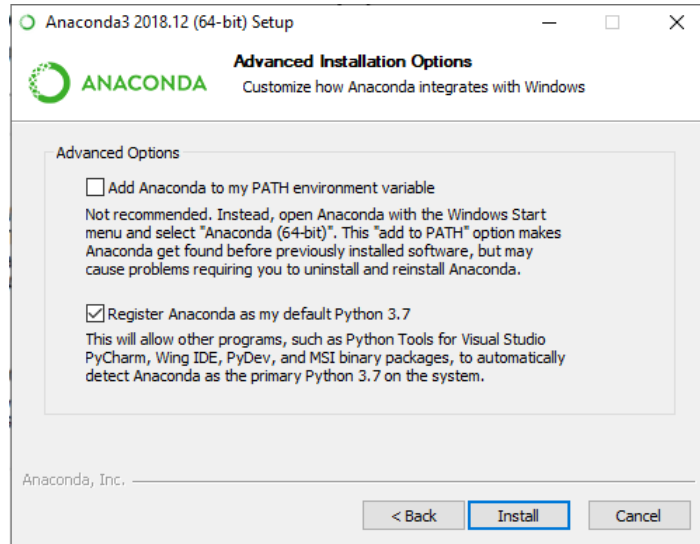 Anaconda3 2018.12 (64-bit) Setup
ANACONDA
Advanced Installation Options
Customize how Anaconda integrates with Windows
Advanced Options
Add Anaconda to my PATH environment variable
Not recommended. Instead, open Anaconda with the Windows Start
menu and select "Anaconda (64-bit)". This "add to PATH" option makes
Anaconda get found before previously installed software, but may
cause problems requiring you to uninstall and reinstall Anaconda.
Register Anaconda as my default Python 3.7
This will allow other programs, such as Python Tools for Visual Studio
PyCharm, Wing IDE, PyDev, and MSI binary packages, to automatically
detect Anaconda as the primary Python 3.7 on the system.
Anaconda, Inc.
< Back
Install
Cancel